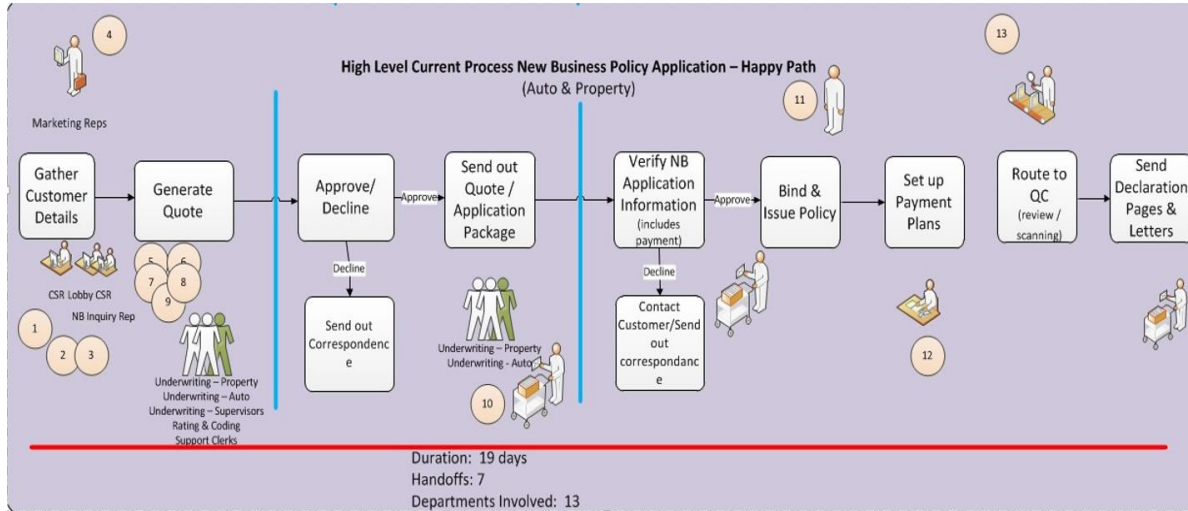 4
13
High Level Current Process New Business Policy Application – Happy Path
(Auto & Property)
11
Marketing Reps
Gather
Customer
Details
Generate
Quote
Approve/
Decline
Approve
Send out
Quote /
Application
Package
Verify NB
Application
Information
(includes
payment)
Approve
Bind &
Issue Policy
Set up
Payment
Plans
Route to
QC
(review /
scanning)
Send
Declaration
Pages &
Letters
Decline
Decline
CSR Lobby CSR
NB Inquiry Rep
1
2
3
5
6
7
8
9
Send out
Correspondenc
e
Contact
Customer/Send
out
correspondanc
e
Underwriting – Property
Underwriting - Auto
10
12
Underwriting – Property
Underwriting – Auto
Underwriting – Supervisors
Rating & Coding
Support Clerks
Duration: 19 days
Handoffs: 7
Departments Involved: 13